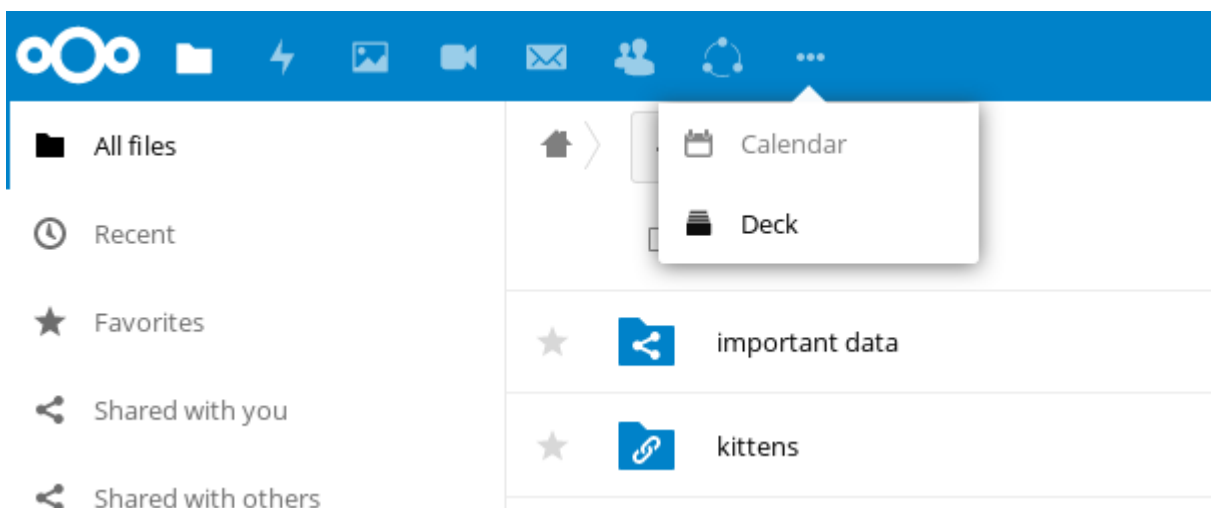 All files
Recent
Favorites
Shared with you
Shared with others
Calendar
Deck
important data
kittens